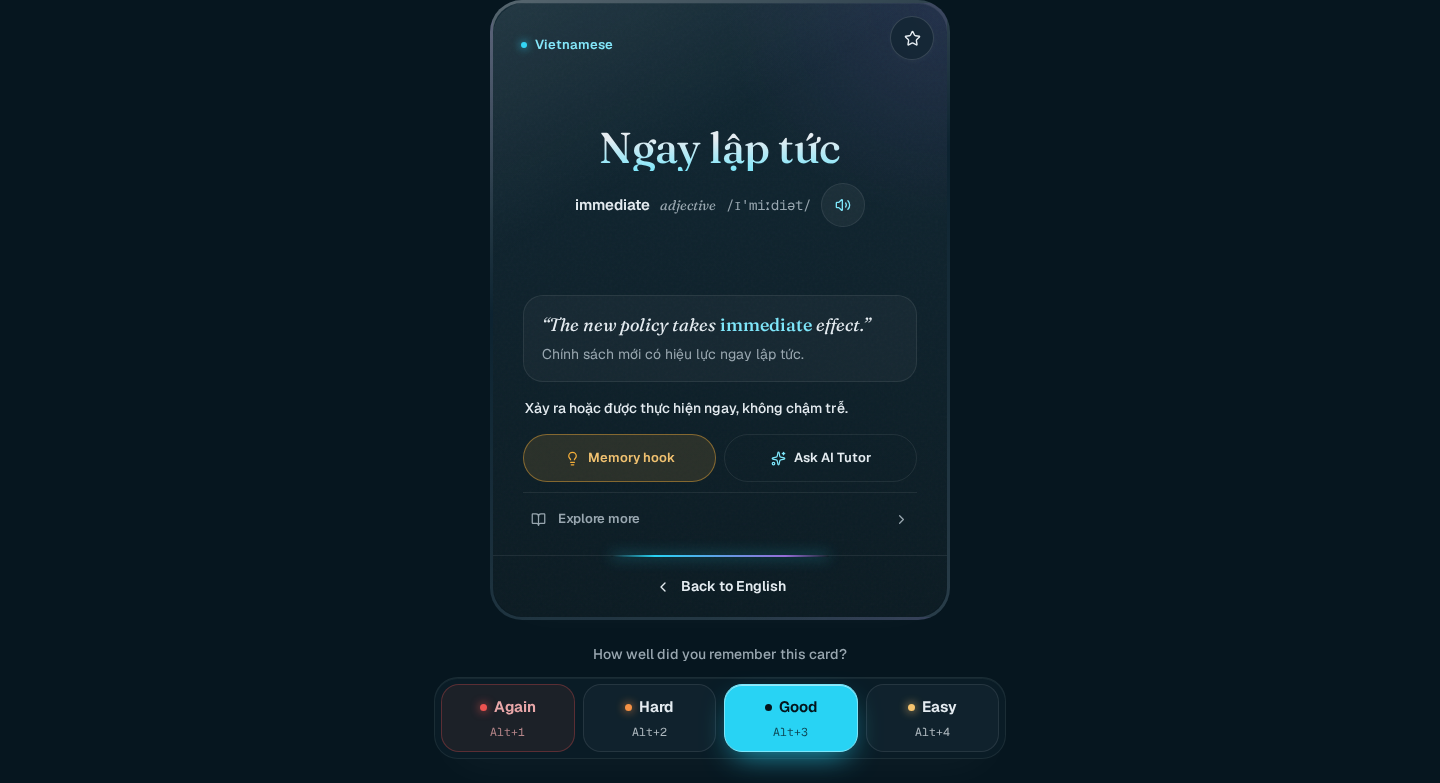 Vietnamese
Ngay lập tức
immediate adjective /ɪˈmiːdiət/
“The new policy takes immediate effect.”
Chính sách mới có hiệu lực ngay lập tức.
Xảy ra hoặc được thực hiện ngay, không chậm trễ.
Memory hook
Ask AI Tutor
Explore more
Back to English
How well did you remember this card?
Again
Alt+1
Hard
Alt+2
Good
Alt+3
Easy
Alt+4